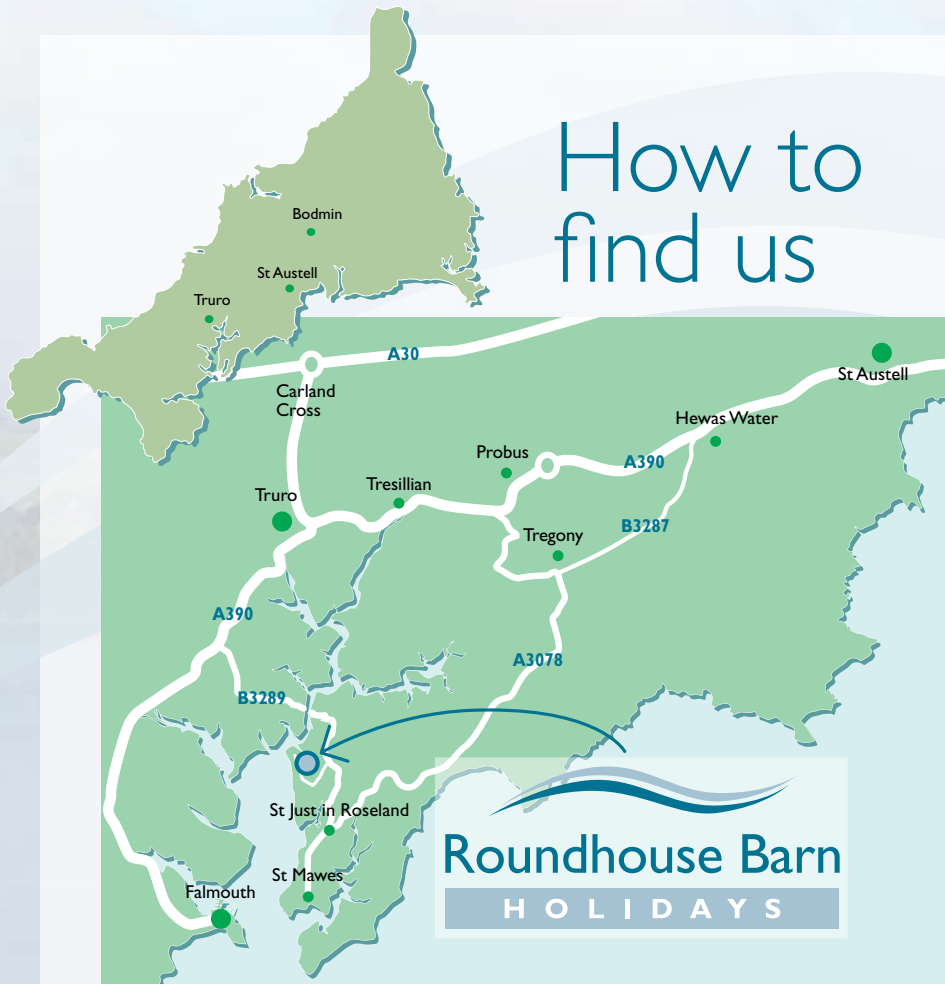 How to
find us
Bodmin
St Austell
Truro
A30
Carland
Cross
St Austell
Hewas Water
Probus
A390
Tresillian
Truro
B3287
Tregony
A390
A3078
B3289
St Just in Roseland
St Mawes
Falmouth
Roundhouse Barn
HOLIDAYS